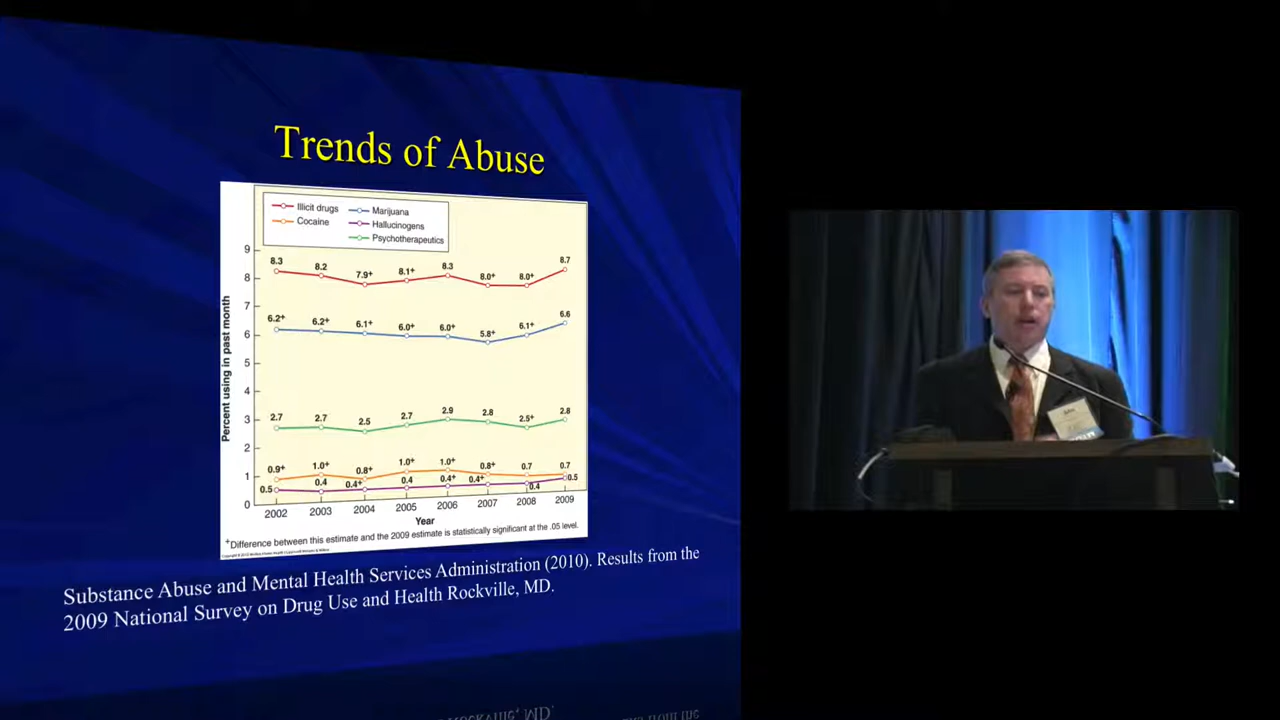 Trends of Abuse
Illicit drugs
Marijuana
Cocaine
Hallucinogens
Psychotherapeutics
Percent using in past month
9
8
7
6
5
4
3
2
1
0
8.3 8.2 7.9+ 8.1+ 8.3 8.0+ 8.0+ 8.7
6.2+ 6.2+ 6.1+ 6.0+ 6.0+ 5.8+ 6.1+ 6.6
2.7 2.7 2.5 2.7 2.9 2.8 2.5+ 2.8
0.9+ 1.0+ 0.8+ 1.0+ 1.0+ 0.8+ 0.7 0.7
0.5 0.4 0.4+ 0.4 0.4+ 0.4+ 0.4 0.5
2002 2003 2004 2005 2006 2007 2008 2009
Year
+Difference between this estimate and the 2009 estimate is statistically significant at the .05 level.
Substance Abuse and Mental Health Services Administration (2010). Results from the
2009 National Survey on Drug Use and Health Rockville, MD.